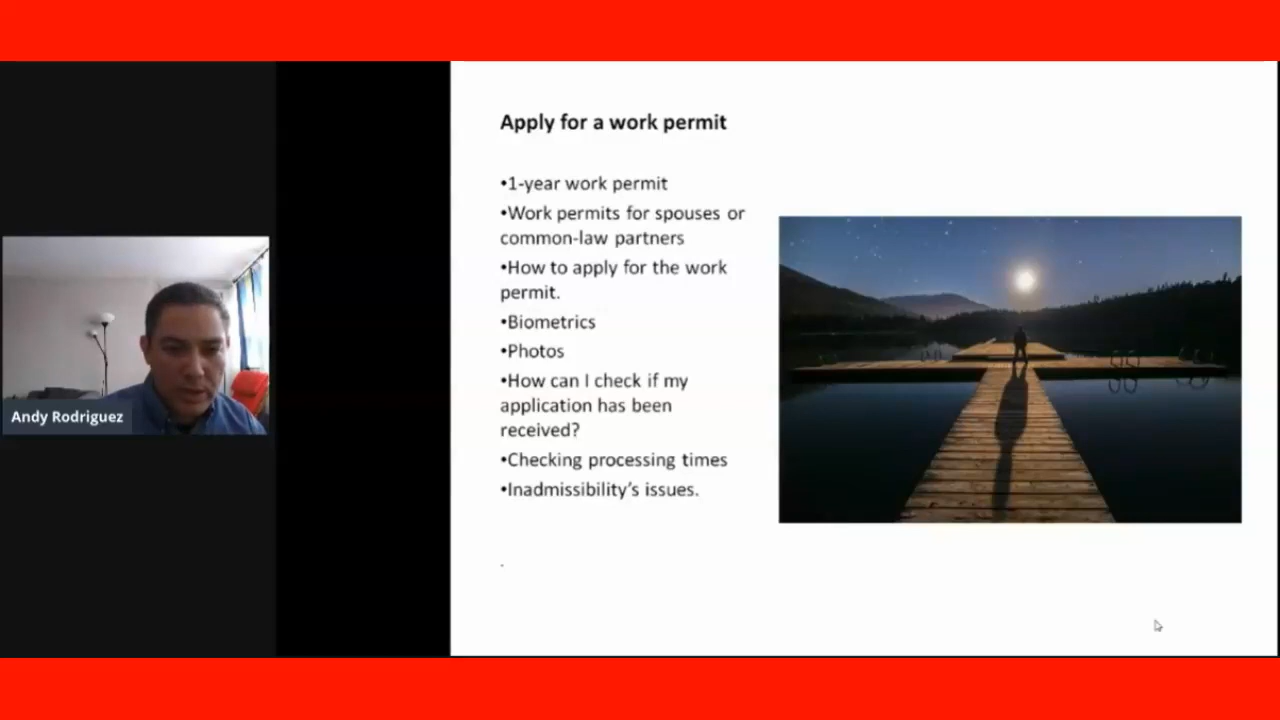 Apply for a work permit
•1-year work permit
•Work permits for spouses or
common-law partners
•How to apply for the work
permit.
•Biometrics
•Photos
•How can I check if my
application has been
received?
•Checking processing times
•Inadmissibility’s issues.
.
Andy Rodriguez